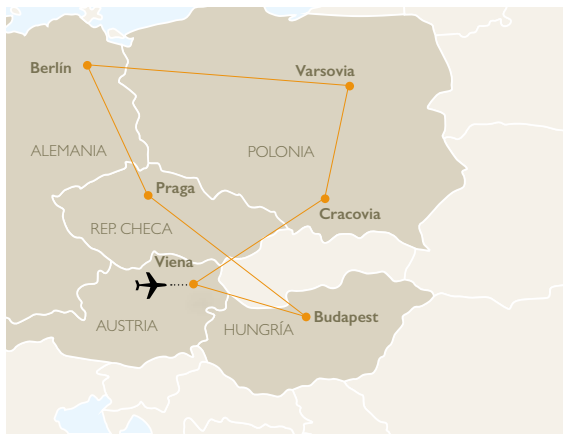 Berlín
Varsovia
ALEMANIA
POLONIA
Praga
Cracovia
REP. CHECA
Viena
AUSTRIA
HUNGRÍA
Budapest